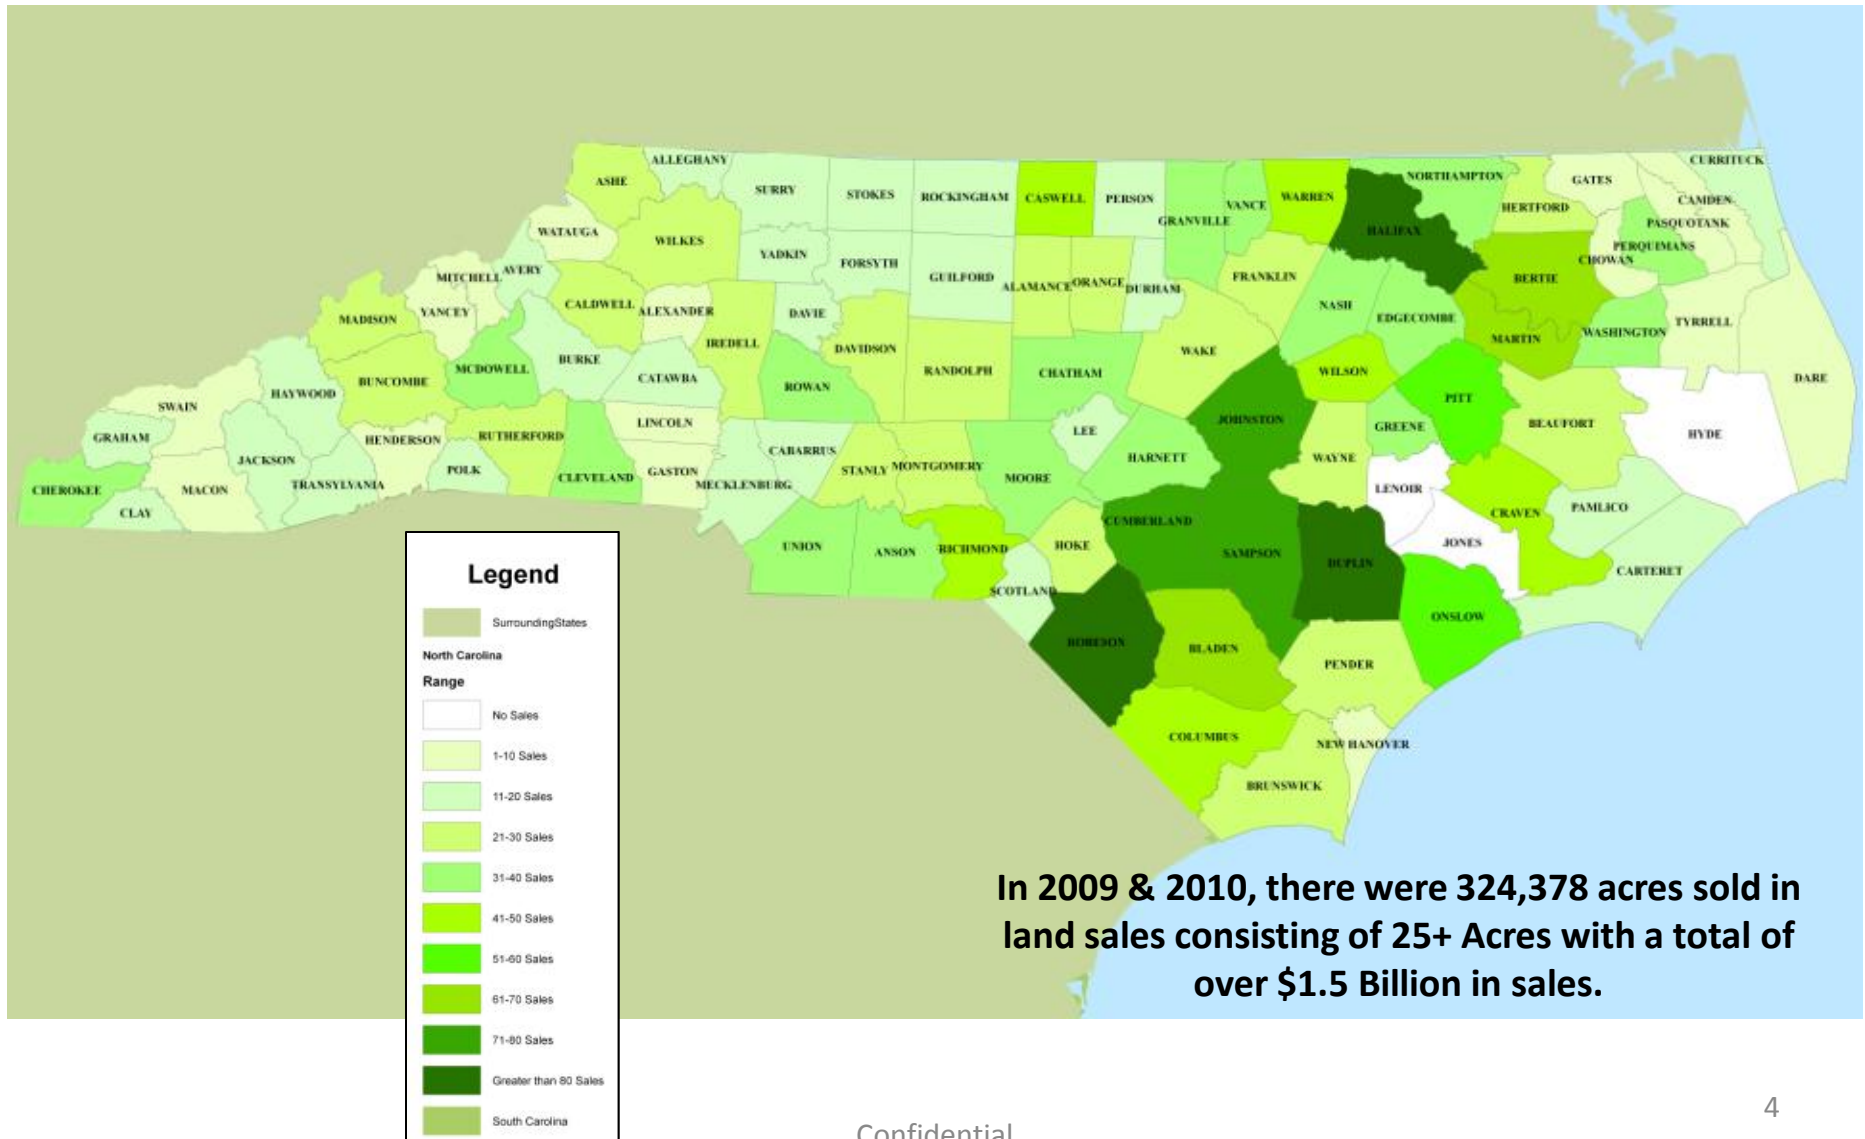 ALLEGHANY
CURRITUCK
ASHE
SURRY
STOKES
ROCKINGHAM
CASWELL
PERSON
GRANVILLE
VANCE
WARREN
NORTHAMPTON
GATES
CAMDEN
HERTFORD
PASQUOTANK
HALIFAX
PERQUIMANS
CHOWAN
WATAUGA
WILKES
YADKIN
FORSYTH
GUILFORD
ALAMANCE
ORANGE
DURHAM
FRANKLIN
BERTIE
MITCHELL
AVERY
YANCEY
CALDWELL
ALEXANDER
DAVIE
NASH
EDGECOMBE
WASHINGTON
TYRRELL
MADISON
IREDELL
DAVIDSON
RANDOLPH
CHATHAM
WAKE
MARTIN
BUNCOMBE
MCDOWELL
BURKE
CATAWBA
ROWAN
WILSON
PITT
DARE
HAYWOOD
SWAIN
GRAHAM
JACKSON
HENDERSON
RUTHERFORD
LINCOLN
CABARRUS
LEE
JOHNSTON
GREENE
BEAUFORT
HYDE
CHEROKEE
CLAY
MACON
TRANSYLVANIA
POLK
CLEVELAND
GASTON
MECKLENBURG
STANLY
MONTGOMERY
MOORE
HARNETT
WAYNE
LENOIR
CRAVEN
PAMLICO
UNION
ANSON
RICHMOND
HOKE
CUMBERLAND
SAMPSON
DUPLIN
JONES
CARTERET
SCOTLAND
ONSLOW
ROBESON
BLADEN
PENDER
COLUMBUS
NEW HANOVER
BRUNSWICK
Legend
SurroundingStates
North Carolina
Range
No Sales
1-10 Sales
11-20 Sales
21-30 Sales
31-40 Sales
41-50 Sales
51-60 Sales
61-70 Sales
71-80 Sales
Greater than 80 Sales
South Carolina
In 2009 & 2010, there were 324,378 acres sold in
land sales consisting of 25+ Acres with a total of
over $1.5 Billion in sales.
Confidential
4